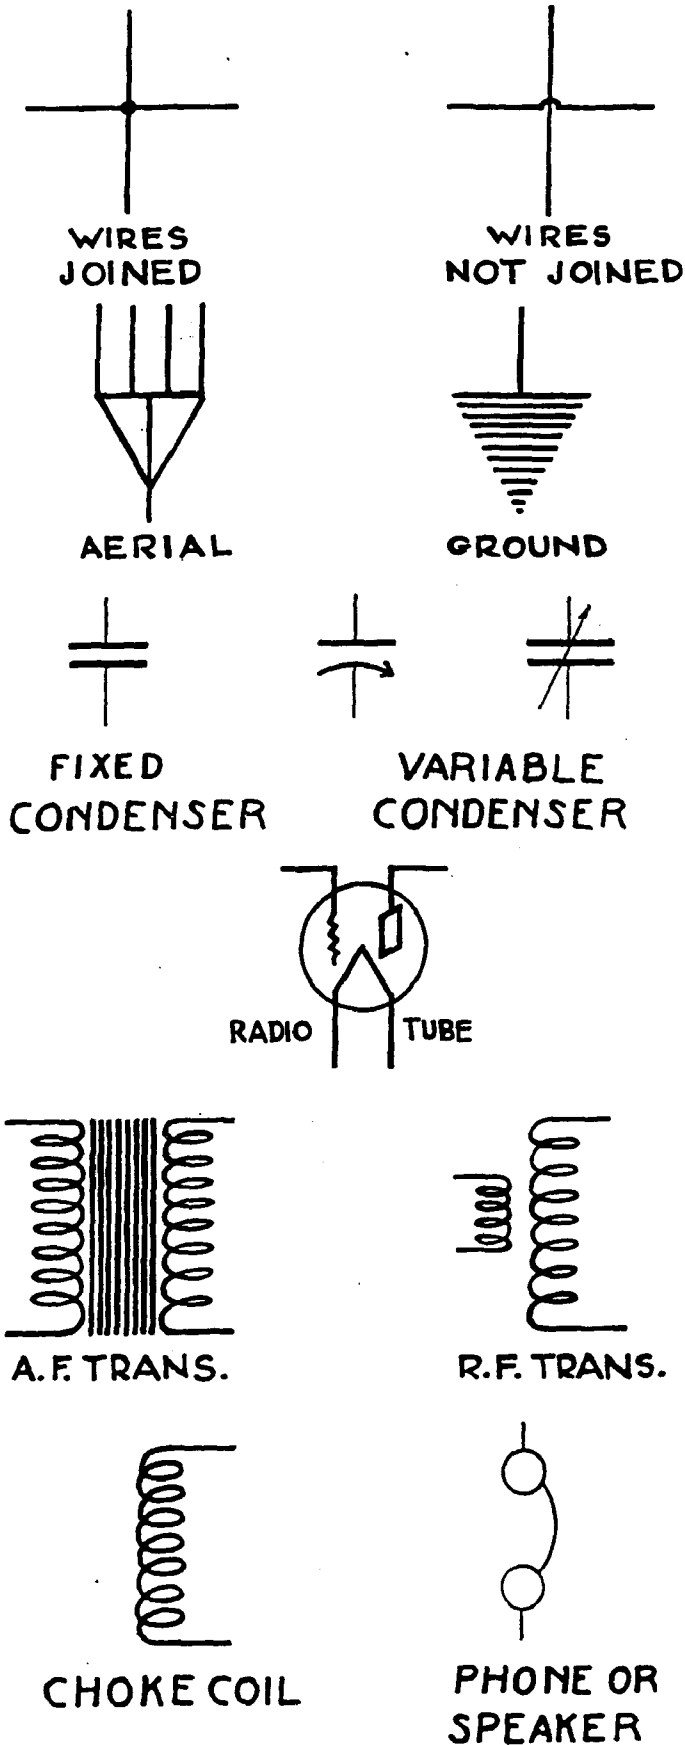 WIRES
JOINED
WIRES
NOT JOINED
AERIAL
GROUND
FIXED
CONDENSER
VARIABLE
CONDENSER
RADIO TUBE
A.F. TRANS.
R.F. TRANS.
CHOKE COIL
PHONE OR
SPEAKER